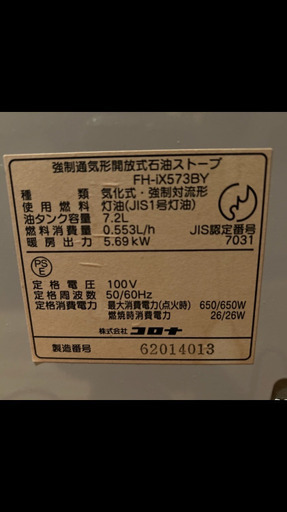 強制通気形開放式石油ストーブ
FH-iX573BY
種類 気化式・強制対流形
使用燃料 灯油(JIS1号灯油)
油タンク容量 7.2L
燃料消費量 0.553L/h
暖房出力 5.69kW
JIS認定番号
7031
PS
E
定格電圧 100V
定格周波数 50/60Hz
定格消費電力 最大消費電力(点火時) 650/650W
燃焼時消費電力 26/26W
株式会社 コロナ
製造番号 62014013